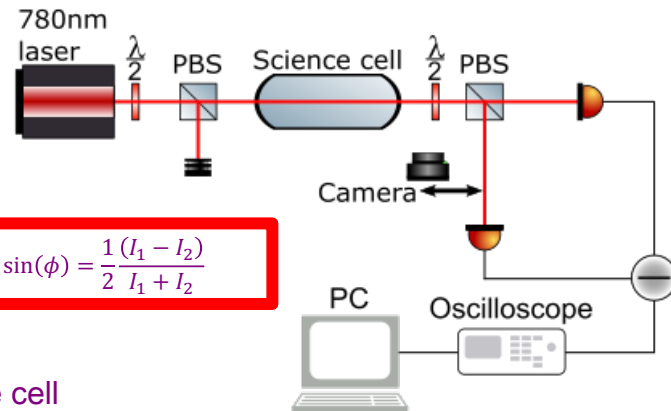 780nm
laser
λ/2
PBS
Science cell
λ/2
PBS
Camera
sin(ϕ) = 1/2 (I₁ − I₂)/(I₁ + I₂)
PC
Oscilloscope
cell